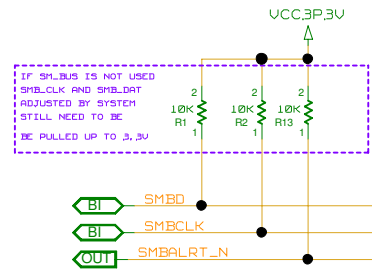 VCC_3P_3V
IF SM_BUS IS NOT USED
SMB_CLK AND SMB_DAT
ADJUSTED BY SYSTEM
STILL NEED TO BE
BE PULLED UP TO 3.3V
2 2 2
10K 10K 10K
R1 R2 R13
1 1 1
BI SMBD
BI SMBCLK
OUT SMBALRT_N